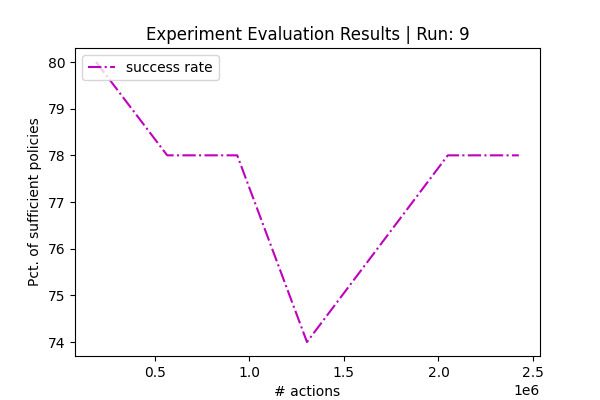 Experiment Evaluation Results | Run: 9
success rate
Pct. of sufficient policies
80
79
78
77
76
75
74
0.5 1.0 1.5 2.0 2.5
1e6
# actions